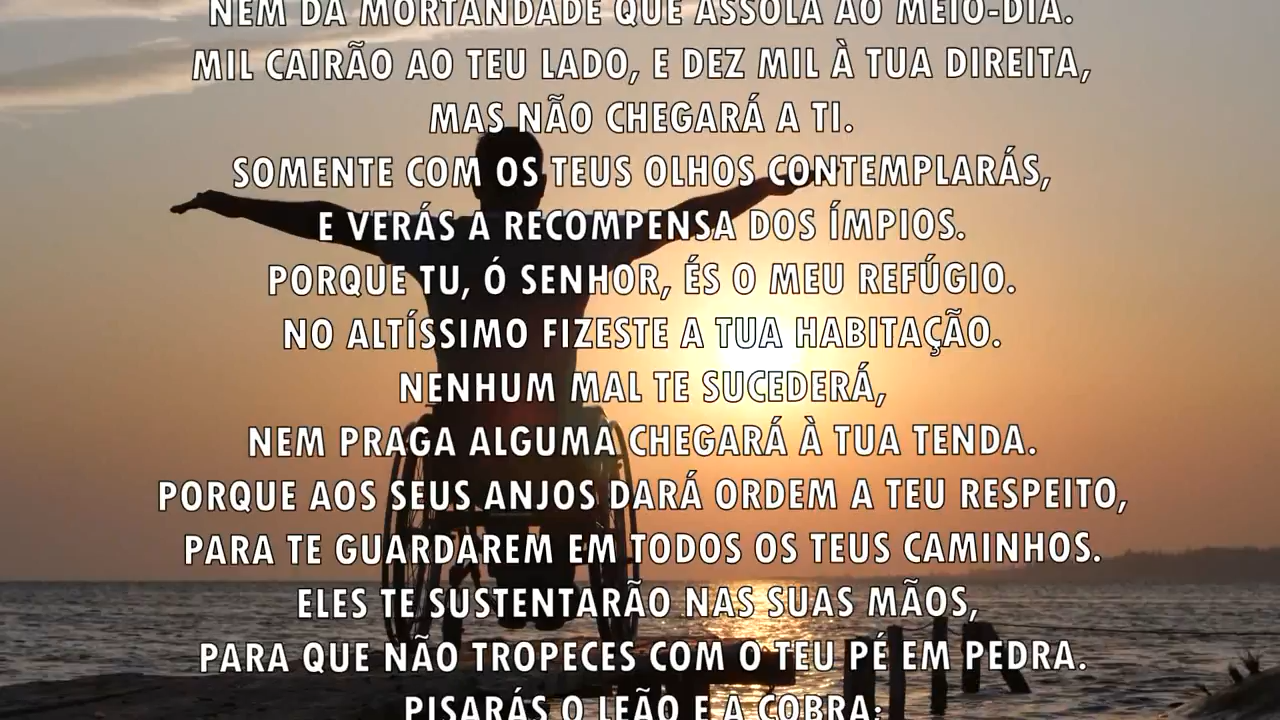 NEM DA MORTANDADE QUE ASSOLA AO MEIO-DIA.
MIL CAIRÃO AO TEU LADO, E DEZ MIL À TUA DIREITA,
MAS NÃO CHEGARÁ A TI.
SOMENTE COM OS TEUS OLHOS CONTEMPLARÁS,
E VERÁS A RECOMPENSA DOS ÍMPIOS.
PORQUE TU, Ó SENHOR, ÉS O MEU REFÚGIO.
NO ALTÍSSIMO FIZESTE A TUA HABITAÇÃO.
NENHUM MAL TE SUCEDERÁ,
NEM PRAGA ALGUMA CHEGARÁ À TUA TENDA.
PORQUE AOS SEUS ANJOS DARÁ ORDEM A TEU RESPEITO,
PARA TE GUARDAREM EM TODOS OS TEUS CAMINHOS.
ELES TE SUSTENTARÃO NAS SUAS MÃOS,
PARA QUE NÃO TROPECES COM O TEU PÉ EM PEDRA.
PISARÁS O LEÃO E A COBRA;